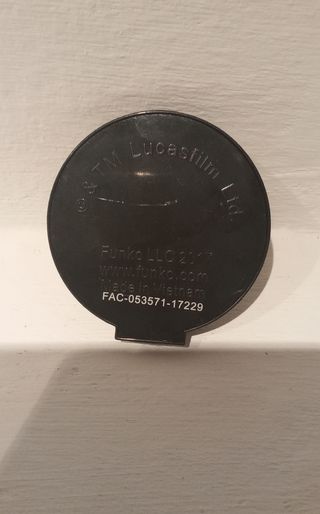 © & TM Lucasfilm Ltd.
Funko LLC 2017
www.funko.com
Made in Vietnam
FAC-053571-17229